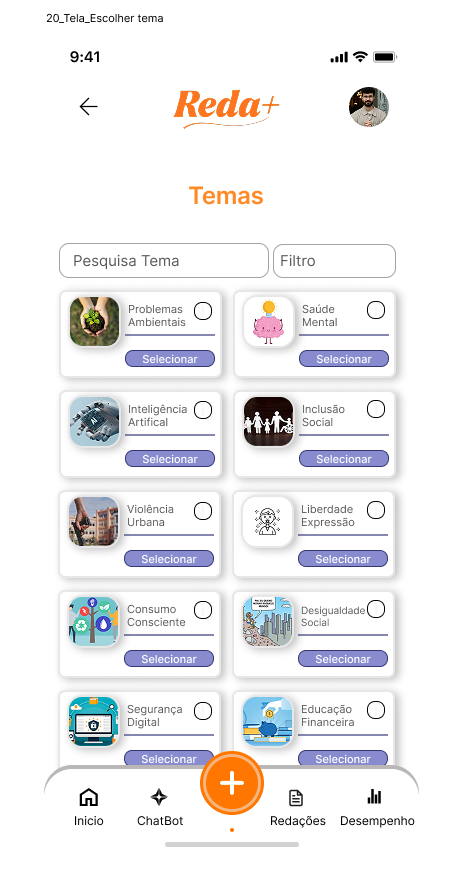 20_Tela_Escolher tema
9:41
Reda+
Temas
Pesquisa Tema
Filtro
Problemas
Ambientais
Selecionar
Saúde
Mental
Selecionar
Inteligência
Artifical
Selecionar
Inclusão
Social
Selecionar
Violência
Urbana
Selecionar
Liberdade
Expressão
Selecionar
Consumo
Consciente
Selecionar
Desigualdade
Social
Selecionar
Segurança
Digital
Selecionar
Educação
Financeira
Selecionar
Inicio
ChatBot
Redações
Desempenho